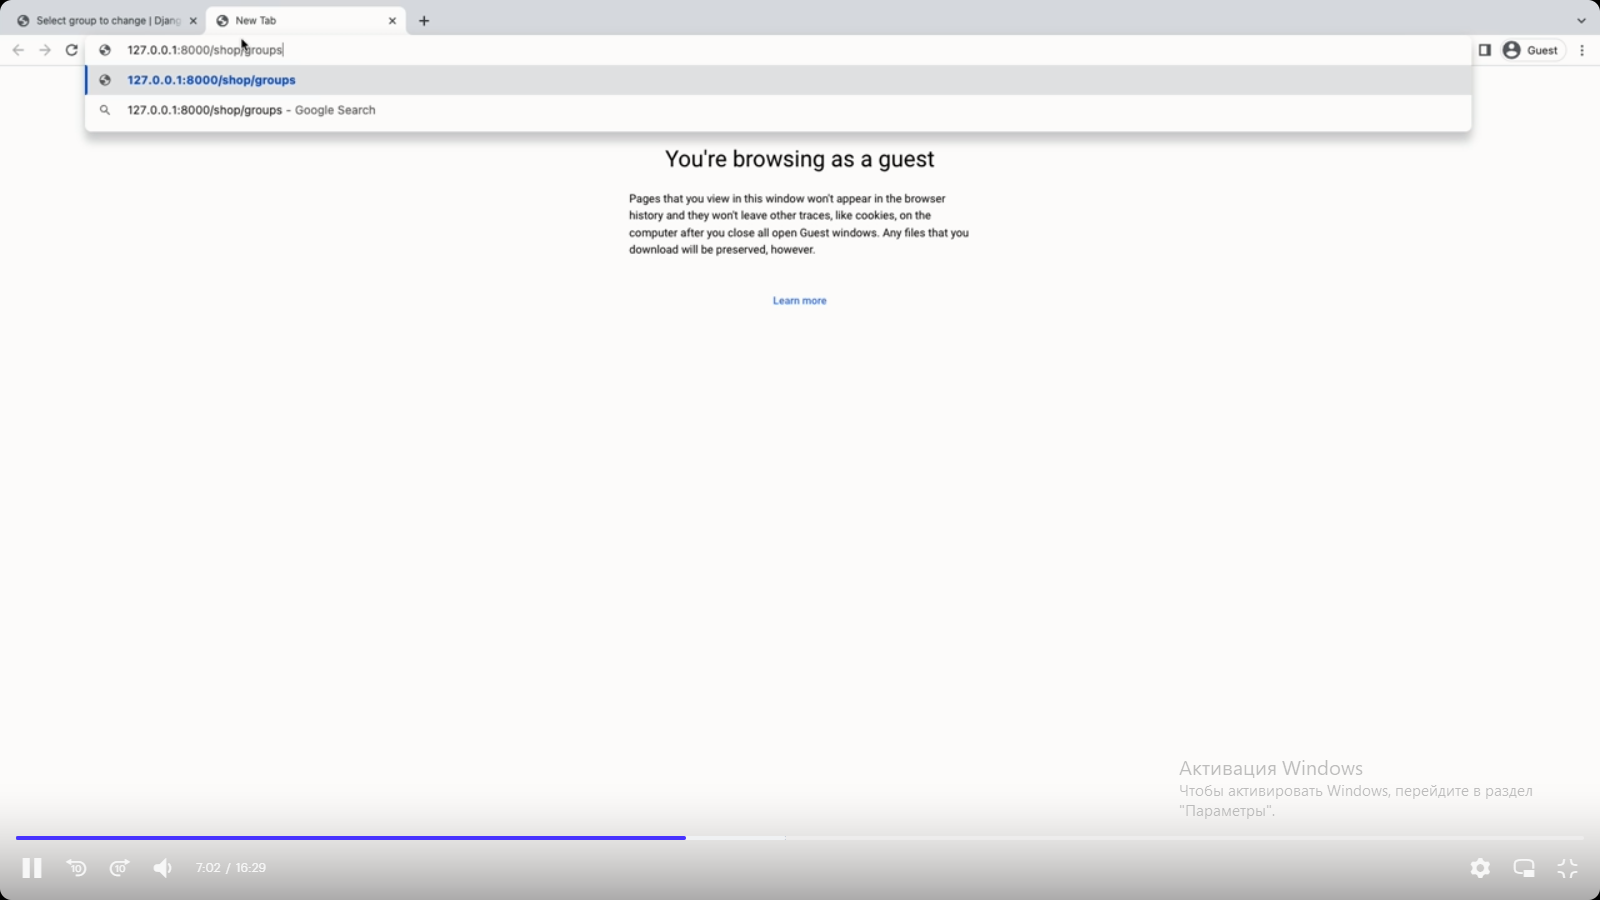 Select group to change | Djang
New Tab
127.0.0.1:8000/shop/groups
Guest
127.0.0.1:8000/shop/groups
127.0.0.1:8000/shop/groups - Google Search
You're browsing as a guest
Pages that you view in this window won't appear in the browser
history and they won't leave other traces, like cookies, on the
computer after you close all open Guest windows. Any files that you
download will be preserved, however.
Learn more
Активация Windows
Чтобы активировать Windows, перейдите в раздел
"Параметры".
10
10
7:02 / 16:29